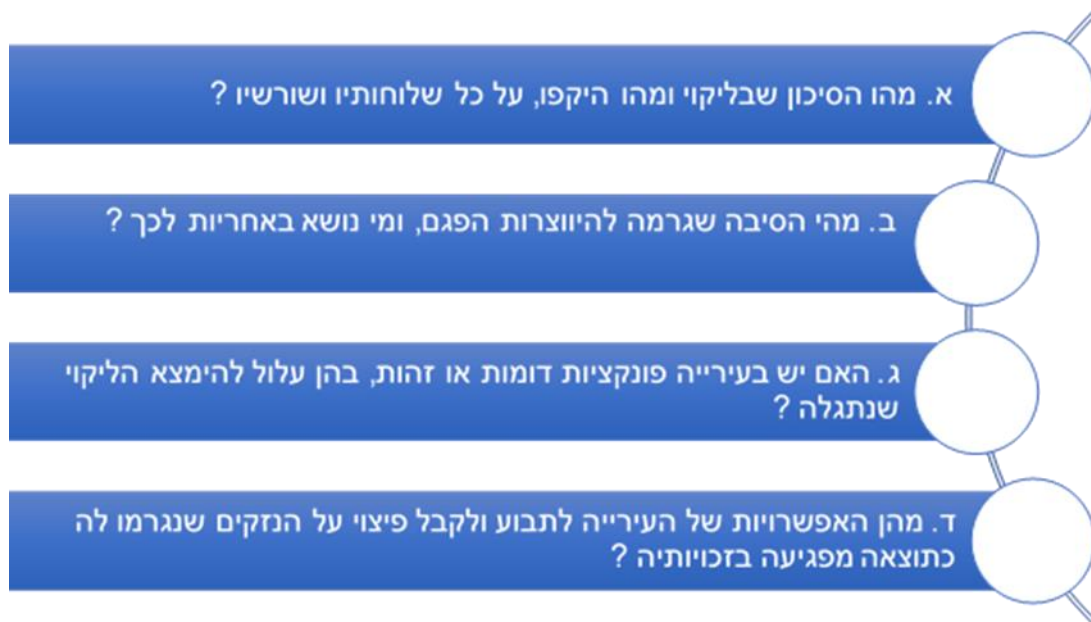 א. מהו הסיכון שבליקוי ומהו היקפו, על כל שלוחותיו ושורשיו ?
ב. מהי הסיבה שגרמה להיווצרות הפגם, ומי נושא באחריות לכך ?
ג. האם יש בעירייה פונקציות דומות או זהות, בהן עלול להימצא הליקוי
שנתגלה ?
ד. מהן האפשרויות של העירייה לתבוע ולקבל פיצוי על הנזקים שנגרמו לה
כתוצאה מפגיעה בזכויותיה ?